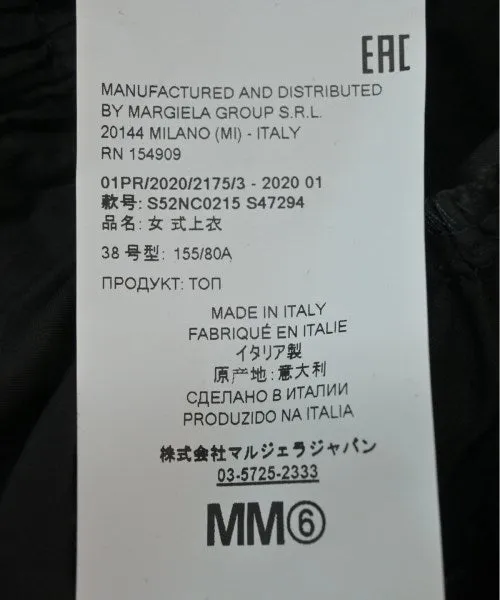 EAC
MANUFACTURED AND DISTRIBUTED
BY MARGIELA GROUP S.R.L.
20144 MILANO (MI) - ITALY
RN 154909
01PR/2020/2175/3 - 2020 01
款号: S52NC0215 S47294
品名: 女 式上衣
38 号型: 155/80A
ПРОДУКТ: ТОП
MADE IN ITALY
FABRIQUÉ EN ITALIE
イタリア製
原产地:意大利
СДЕЛАНО В ИТАЛИИ
PRODUZIDO NA ITALIA
株式会社マルジェラジャパン
03-5725-2333
MM⑥